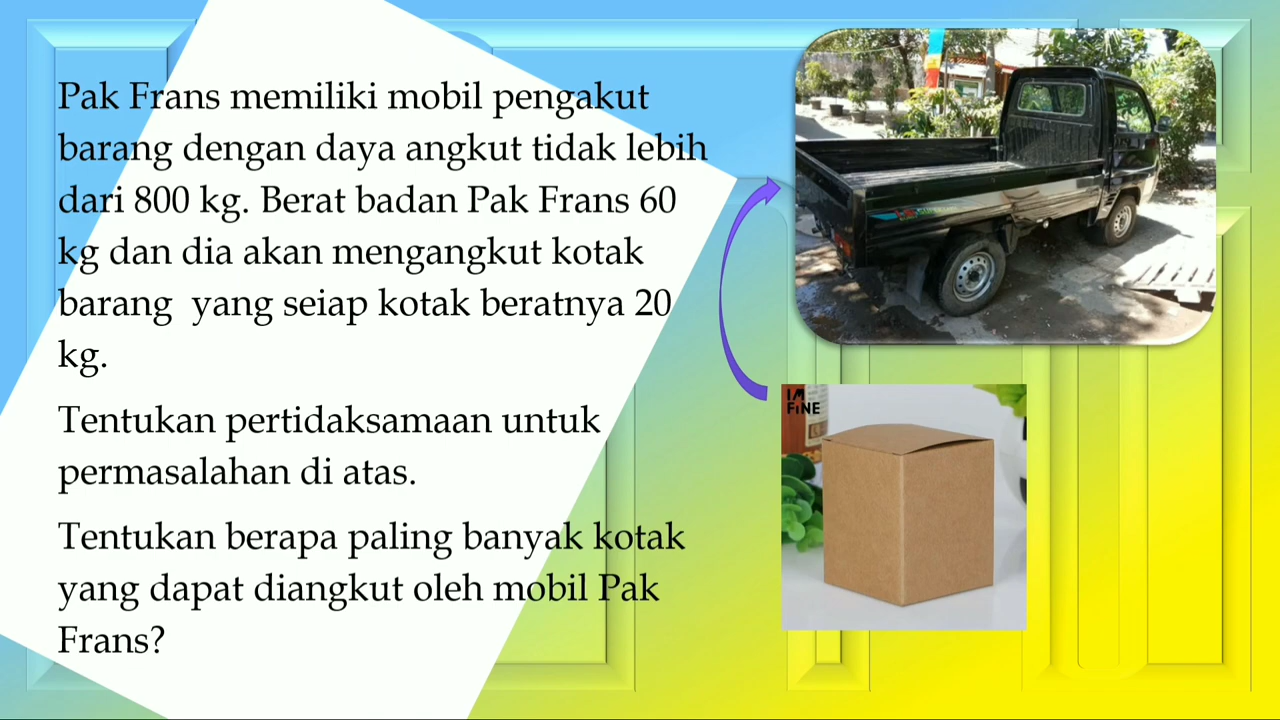 Pak Frans memiliki mobil pengakut
barang dengan daya angkut tidak lebih
dari 800 kg. Berat badan Pak Frans 60
kg dan dia akan mengangkut kotak
barang yang seiap kotak beratnya 20
kg.
Tentukan pertidaksamaan untuk
permasalahan di atas.
Tentukan berapa paling banyak kotak
yang dapat diangkut oleh mobil Pak
Frans?
IM
FINE